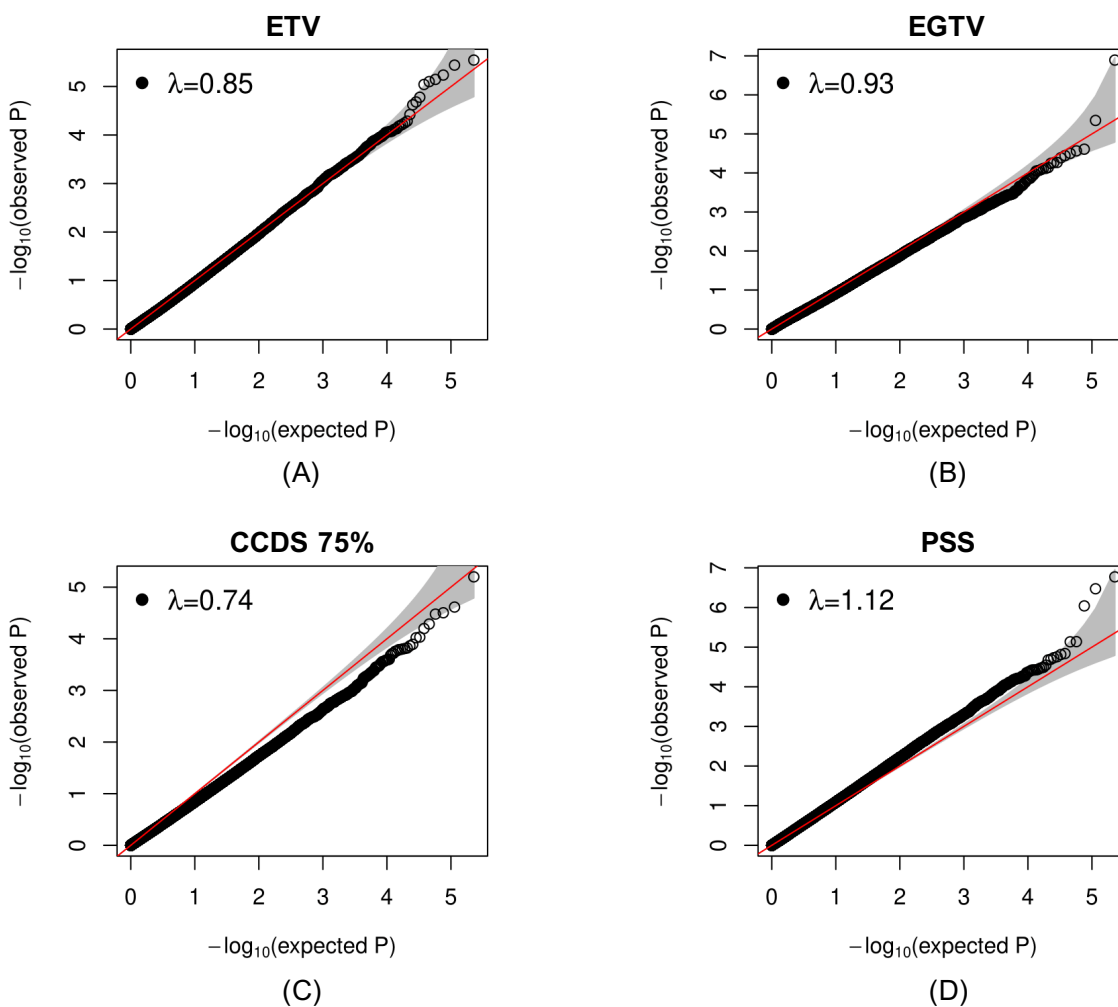 ETV
λ=0.85
−log10(observed P)
5
4
3
2
1
0
0 1 2 3 4 5
−log10(expected P)
(A)
EGTV
λ=0.93
−log10(observed P)
7
6
5
4
3
2
1
0
0 1 2 3 4 5
−log10(expected P)
(B)
CCDS 75%
λ=0.74
−log10(observed P)
5
4
3
2
1
0
0 1 2 3 4 5
−log10(expected P)
(C)
PSS
λ=1.12
−log10(observed P)
7
6
5
4
3
2
1
0
0 1 2 3 4 5
−log10(expected P)
(D)